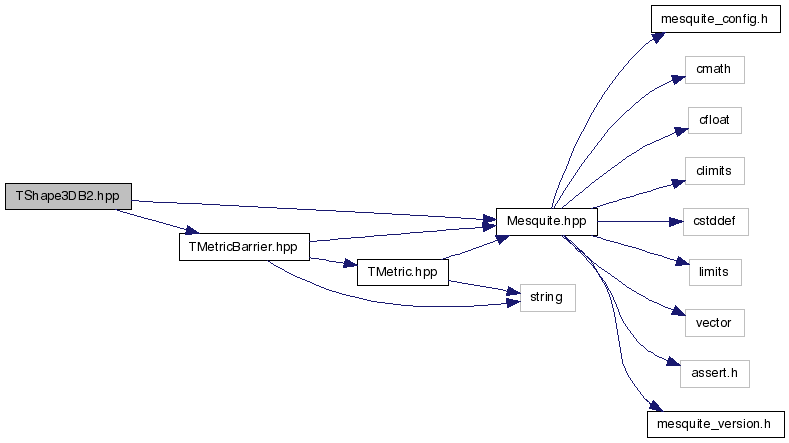 mesquite_config.h
cmath
cfloat
climits
TShape3DB2.hpp
Mesquite.hpp
cstddef
TMetricBarrier.hpp
TMetric.hpp
limits
string
vector
assert.h
mesquite_version.h